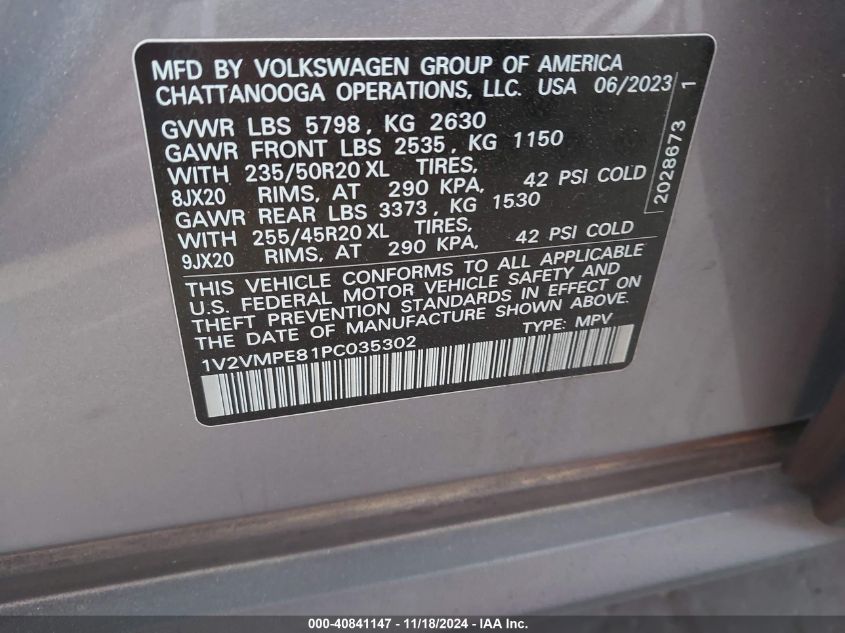 MFD BY VOLKSWAGEN GROUP OF AMERICA
CHATTANOOGA OPERATIONS, LLC. USA 06/2023
GVWR LBS 5798, KG 2630
GAWR FRONT LBS 2535, KG 1150
WITH 235/50R20 XL TIRES,
8JX20 RIMS, AT 290 KPA, 42 PSI COLD
GAWR REAR LBS 3373, KG 1530
WITH 255/45R20 XL TIRES,
9JX20 RIMS, AT 290 KPA, 42 PSI COLD
THIS VEHICLE CONFORMS TO ALL APPLICABLE
U.S. FEDERAL MOTOR VEHICLE SAFETY AND
THEFT PREVENTION STANDARDS IN EFFECT ON
THE DATE OF MANUFACTURE SHOWN ABOVE.
1V2VMPE81PC035302 TYPE: MPV
2028673 1
000-40841147 - 11/18/2024 - IAA Inc.